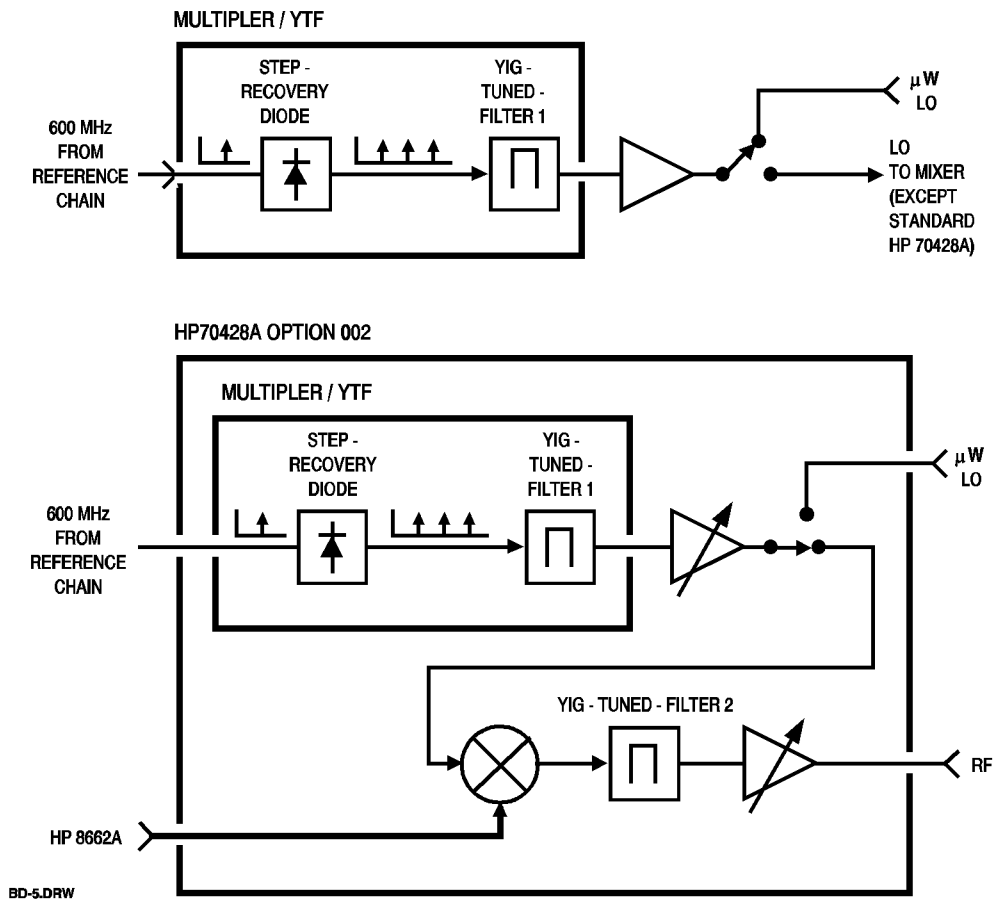 MULTIPLER / YTF
STEP -
RECOVERY
DIODE
YIG -
TUNED -
FILTER 1
600 MHz
FROM
REFERENCE
CHAIN
μW
LO
LO
TO MIXER
(EXCEPT
STANDARD
HP 70428A)
HP70428A OPTION 002
MULTIPLER / YTF
STEP -
RECOVERY
DIODE
YIG -
TUNED -
FILTER 1
600 MHz
FROM
REFERENCE
CHAIN
μW
LO
YIG - TUNED - FILTER 2
RF
HP 8662A
BD-5.DRW